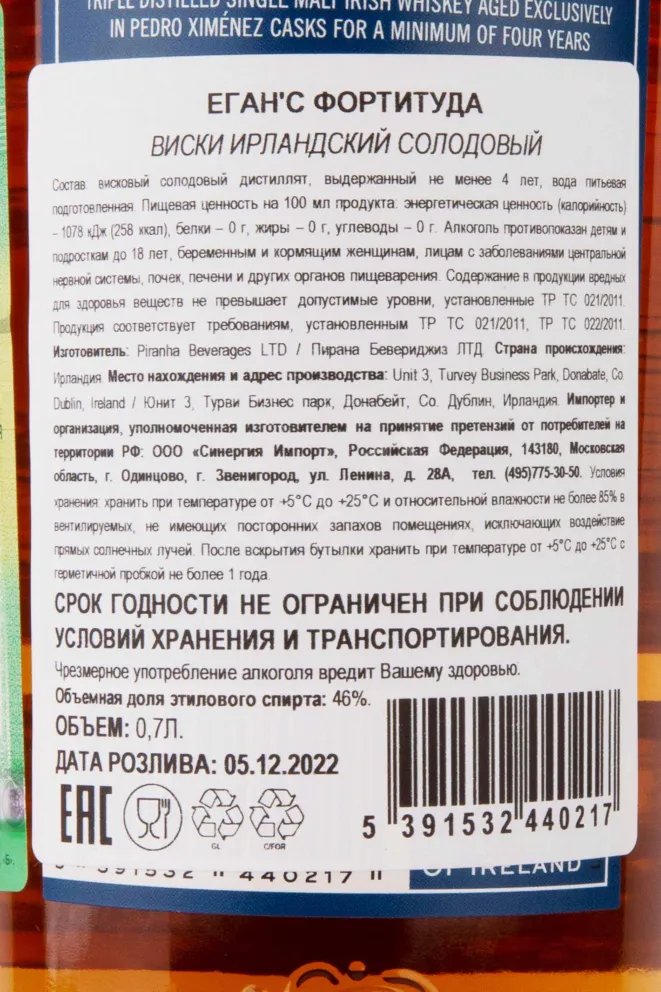 TRIPLE DISTILLED SINGLE MALT IRISH WHISKEY AGED EXCLUSIVELY
IN PEDRO XIMÉNEZ CASKS FOR A MINIMUM OF FOUR YEARS
ЕГАН'С ФОРТИТУДА
ВИСКИ ИРЛАНДСКИЙ СОЛОДОВЫЙ
Состав: висковый солодовый дистиллят, выдержанный не менее 4 лет, вода питьевая
подготовленная. Пищевая ценность на 100 мл продукта: энергетическая ценность (калорийность)
– 1078 кДж (258 ккал), белки – 0 г, жиры – 0 г, углеводы – 0 г. Алкоголь противопоказан детям и
подросткам до 18 лет, беременным и кормящим женщинам, лицам с заболеваниями центральной
нервной системы, почек, печени и других органов пищеварения. Содержание в продукции вредных
для здоровья веществ не превышает допустимые уровни, установленные ТР ТС 021/2011.
Продукция соответствует требованиям, установленным ТР ТС 021/2011, ТР ТС 022/2011.
Изготовитель: Piranha Beverages LTD / Пирана Бевериджиз ЛТД. Страна происхождения:
Ирландия. Место нахождения и адрес производства: Unit 3, Turvey Business Park, Donabate, Co.
Dublin, Ireland / Юнит 3, Турви Бизнес парк, Донабейт, Со. Дублин, Ирландия. Импортер и
организация, уполномоченная изготовителем на принятие претензий от потребителей на
территории РФ: ООО «Синергия Импорт», Российская Федерация, 143180, Московская
область, г. Одинцово, г. Звенигород, ул. Ленина, д. 28А, тел. (495)775-30-50. Условия
хранения: хранить при температуре от +5°С до +25°С и относительной влажности не более 85% в
вентилируемых, не имеющих посторонних запахов помещениях, исключающих воздействие
прямых солнечных лучей. После вскрытия бутылки хранить при температуре от +5°С до +25°С с
герметичной пробкой не более 1 года.
СРОК ГОДНОСТИ НЕ ОГРАНИЧЕН ПРИ СОБЛЮДЕНИИ
УСЛОВИЙ ХРАНЕНИЯ И ТРАНСПОРТИРОВАНИЯ.
Чрезмерное употребление алкоголя вредит Вашему здоровью.
Объемная доля этилового спирта: 46%.
ОБЪЕМ: 0,7Л.
ДАТА РОЗЛИВА: 05.12.2022
EAC
GL
C/FOR
5 391532 440217
5 391532 440217
OF IRELAND